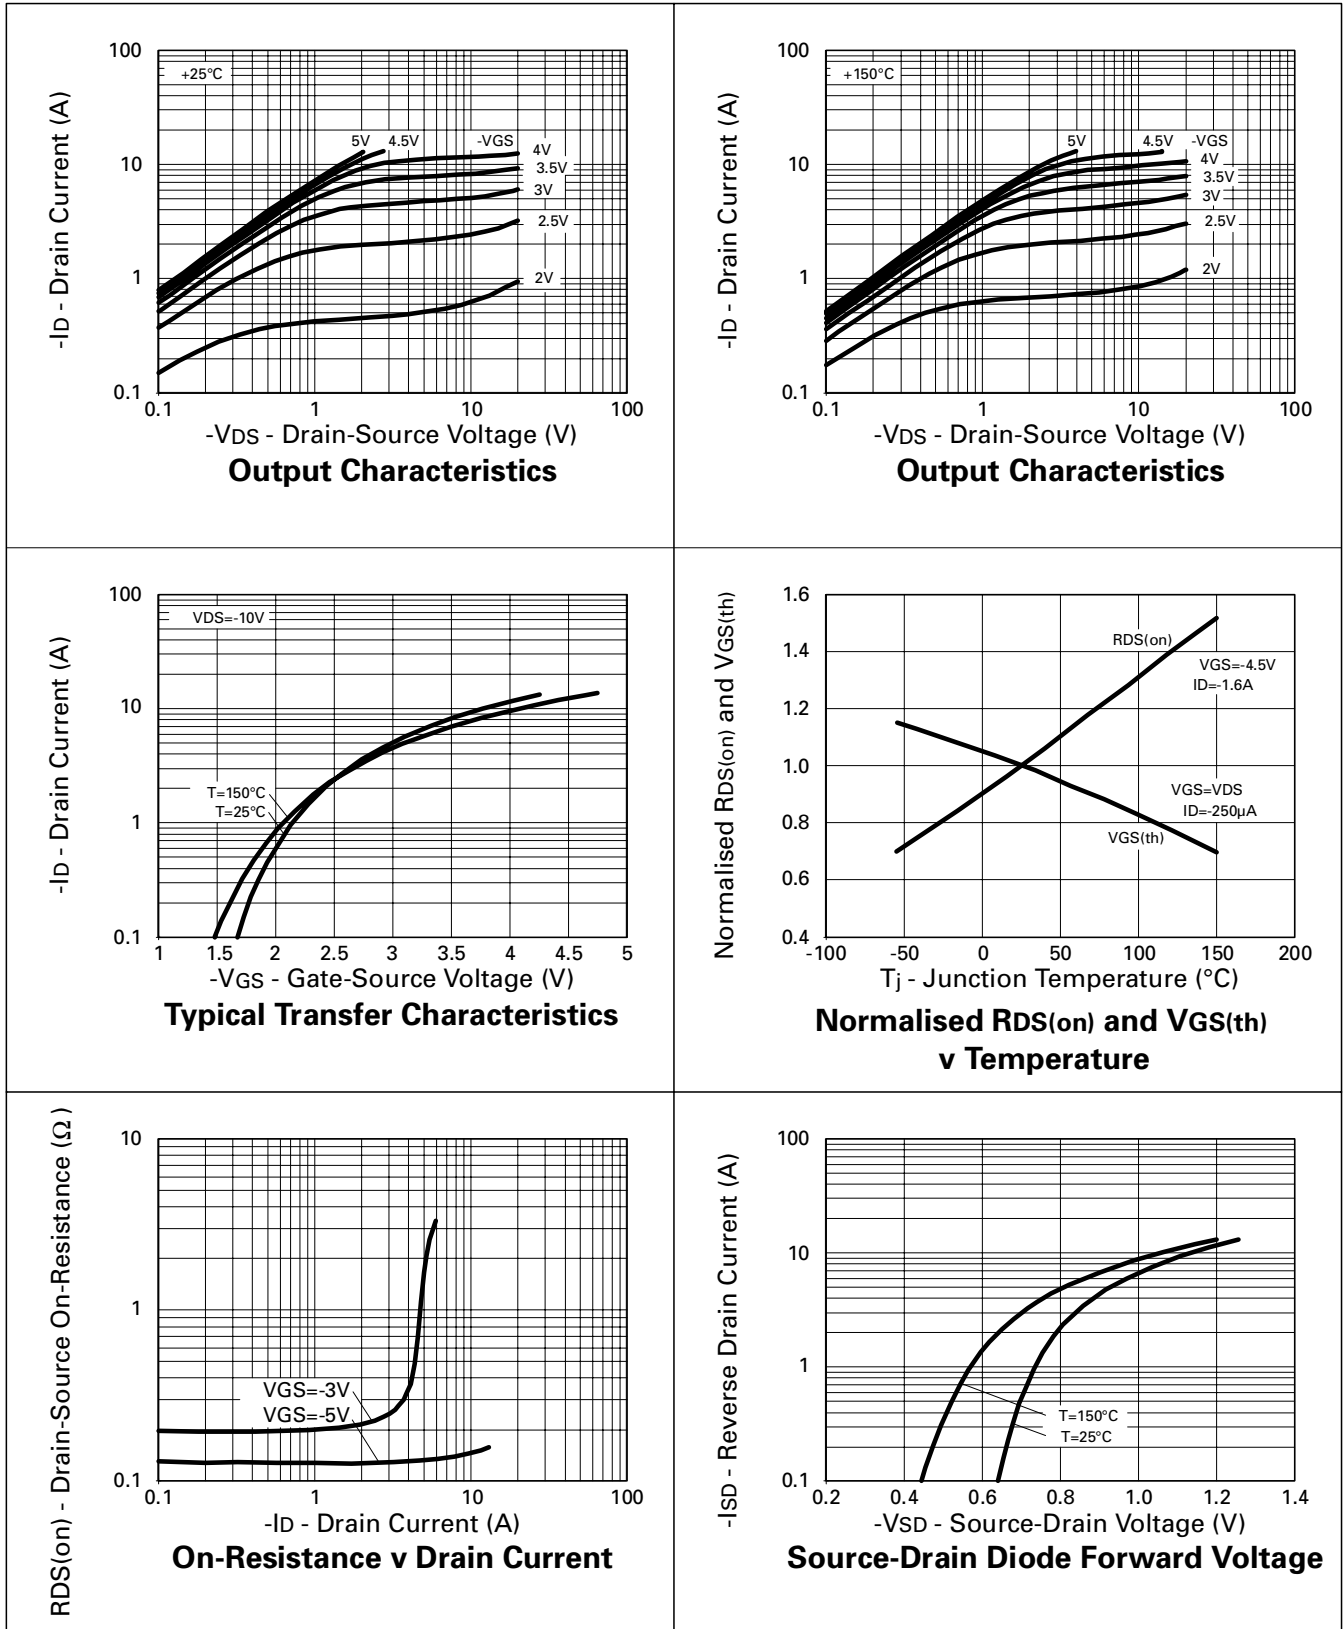 100
10
1
0.1
-ID - Drain Current (A)
+25°C
5V 4.5V -VGS
4V
3.5V
3V
2.5V
2V
0.1 1 10 100
-VDS - Drain-Source Voltage (V)
Output Characteristics
100
10
1
0.1
-ID - Drain Current (A)
+150°C
5V 4.5V -VGS
4V
3.5V
3V
2.5V
2V
0.1 1 10 100
-VDS - Drain-Source Voltage (V)
Output Characteristics
100
10
1
0.1
-ID - Drain Current (A)
VDS=-10V
T=150°C
T=25°C
1 1.5 2 2.5 3 3.5 4 4.5 5
-VGS - Gate-Source Voltage (V)
Typical Transfer Characteristics
1.6
1.4
1.2
1.0
0.8
0.6
0.4
Normalised RDS(on) and VGS(th)
RDS(on)
VGS=-4.5V
ID=-1.6A
VGS=VDS
ID=-250µA
VGS(th)
-100 -50 0 50 100 150 200
Tj - Junction Temperature (°C)
Normalised RDS(on) and VGS(th)
v Temperature
10
1
0.1
RDS(on) - Drain-Source On-Resistance (Ω)
VGS=-3V
VGS=-5V
0.1 1 10 100
-ID - Drain Current (A)
On-Resistance v Drain Current
100
10
1
0.1
-ISD - Reverse Drain Current (A)
T=150°C
T=25°C
0.2 0.4 0.6 0.8 1.0 1.2 1.4
-VSD - Source-Drain Voltage (V)
Source-Drain Diode Forward Voltage